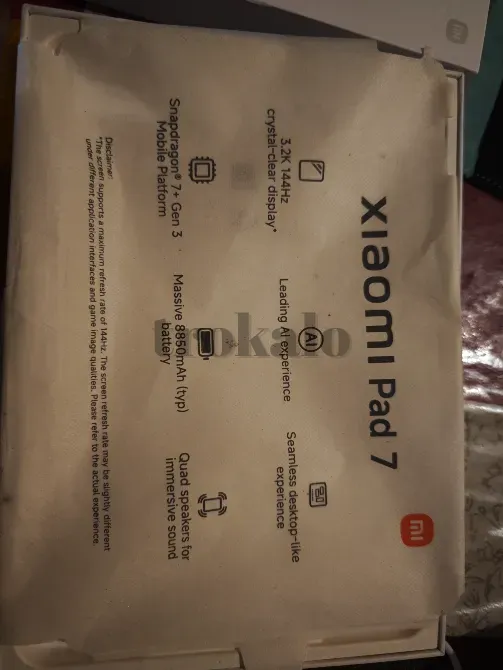 xiaomi Pad 7
mi
3.2K 144Hz
crystal-clear display*
AI
Leading AI experience
Seamless desktop-like
experience
Snapdragon® 7+ Gen 3
Mobile Platform
Massive 8850mAh (typ)
battery
Quad speakers for
immersive sound
Disclaimer:
*The screen supports a maximum refresh rate of 144Hz. The screen refresh rate may be slightly different
under different application interfaces and game image qualities. Please refer to the actual experience.
trokalo
mi